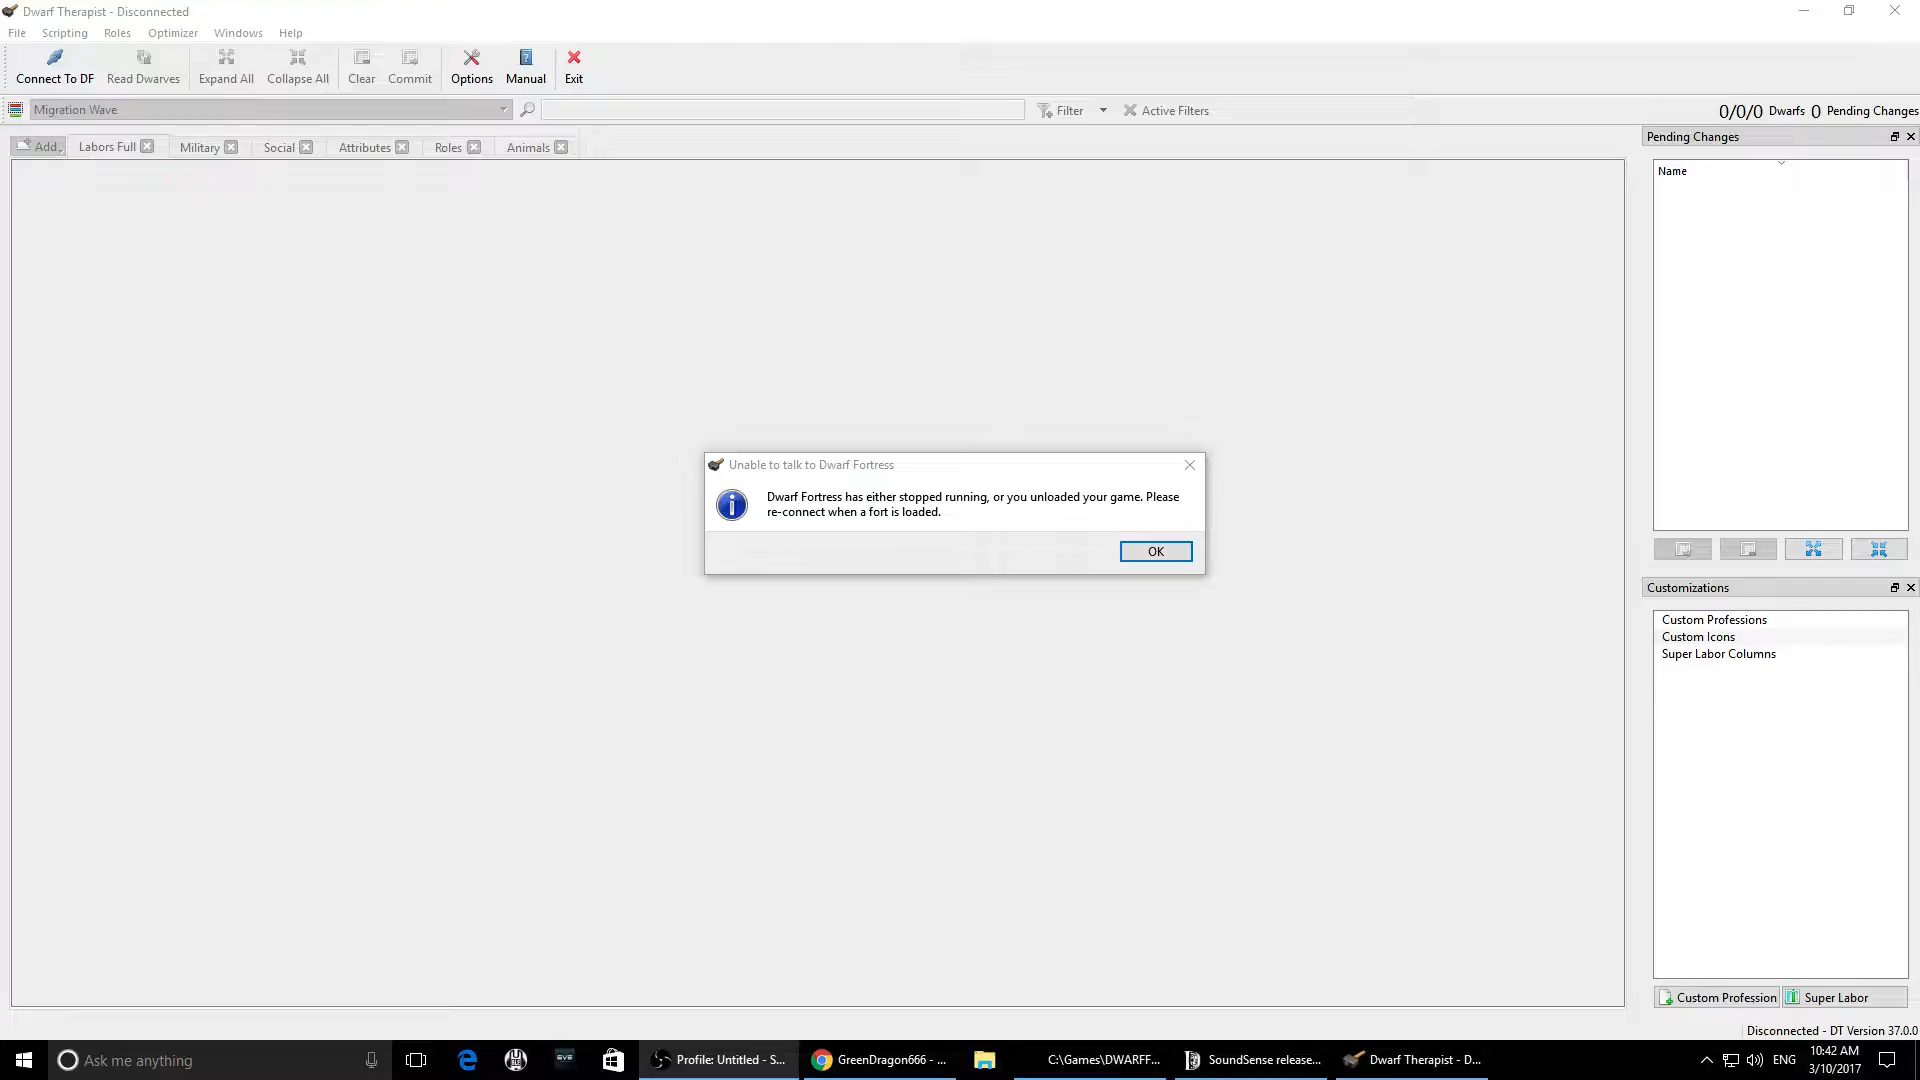 Dwarf Therapist - Disconnected
File Scripting Roles Optimizer Windows Help
Connect To DF Read Dwarves Expand All Collapse All Clear Commit Options Manual Exit
Migration Wave Filter Active Filters 0/0/0 Dwarfs 0 Pending Changes
Add Labors Full Military Social Attributes Roles Animals
Pending Changes
Name
Unable to talk to Dwarf Fortress
Dwarf Fortress has either stopped running, or you unloaded your game. Please
re-connect when a fort is loaded.
OK
Customizations
Custom Professions
Custom Icons
Super Labor Columns
Custom Profession Super Labor
Disconnected - DT Version 37.0.0
Ask me anything EVE Profile: Untitled - S... GreenDragon666 - ... C:\Games\DWARFF... SoundSense release... Dwarf Therapist - D... ENG 10:42 AM
3/10/2017